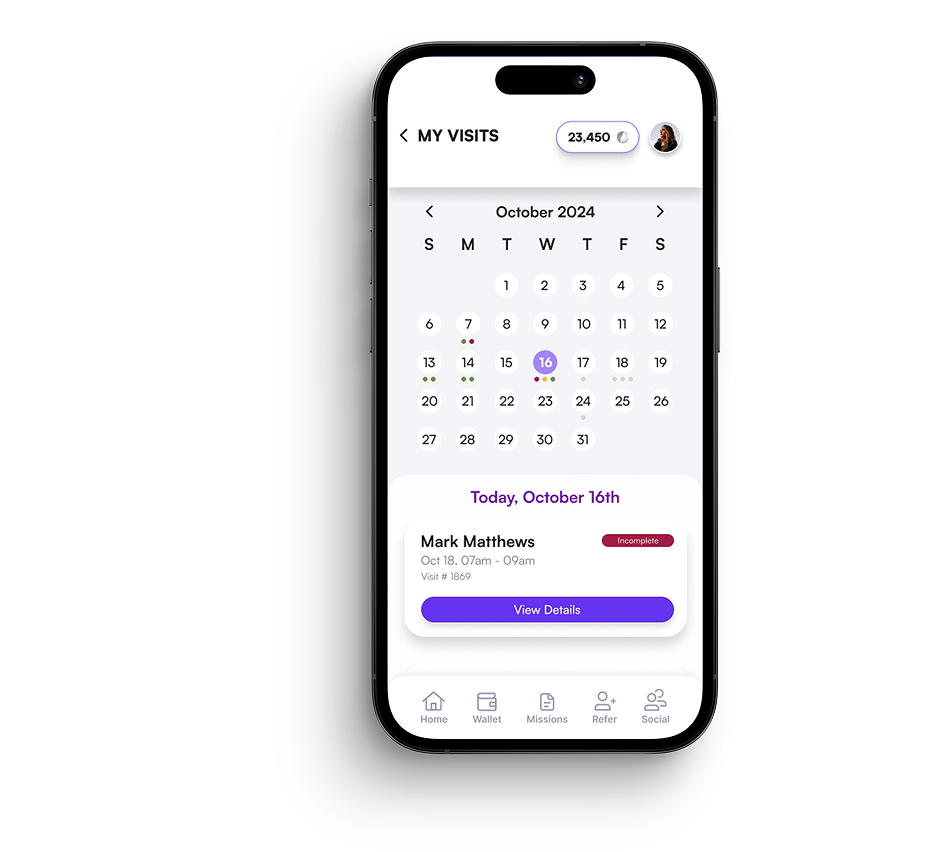 MY VISITS 23,450
October 2024
S M T W T F S
1 2 3 4 5
6 7 8 9 10 11 12
13 14 15 16 17 18 19
20 21 22 23 24 25 26
27 28 29 30 31
Today, October 16th
Mark Matthews Incomplete
Oct 18, 07am - 09am
Visit # 1869
View Details
Home Wallet Missions Refer Social